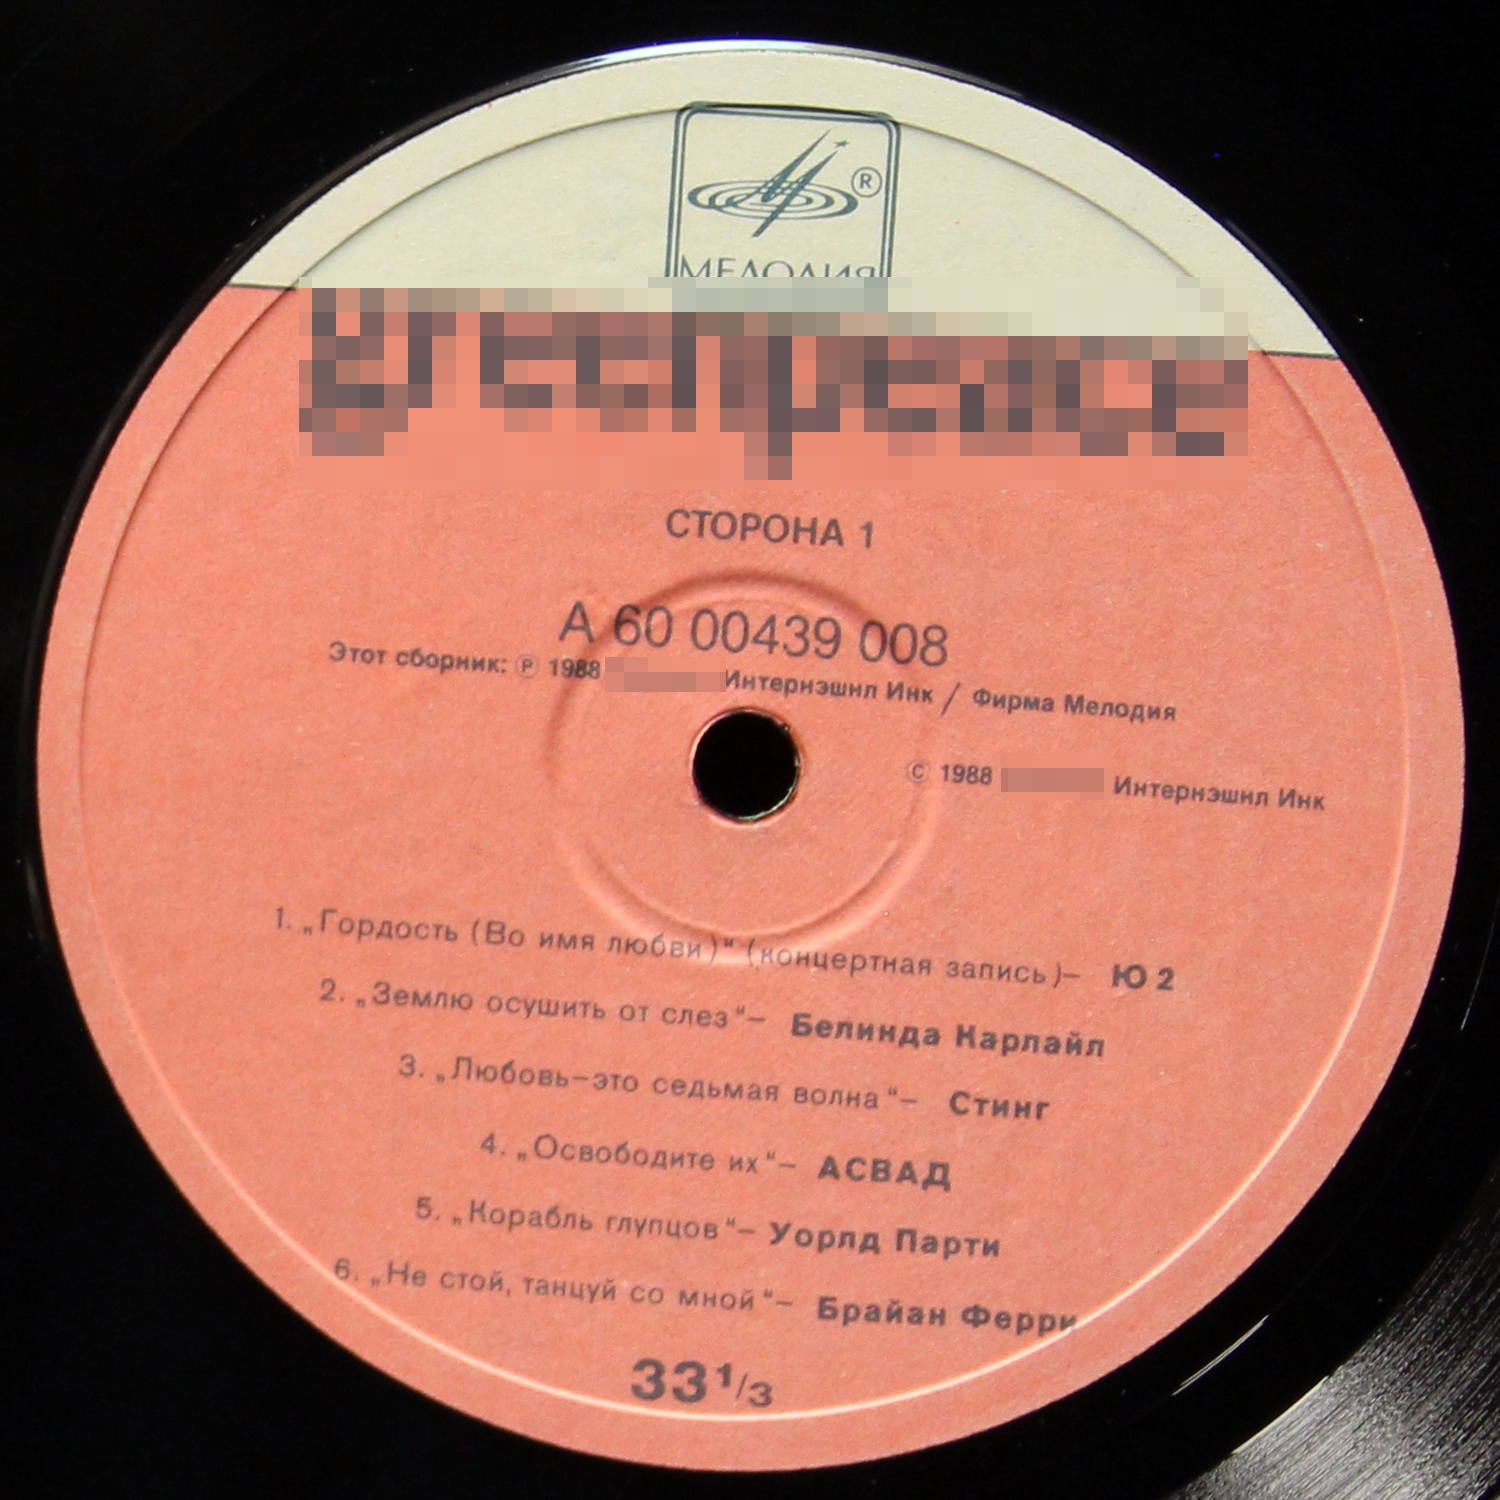 МЕЛОДИЯ
®
СТОРОНА 1
А 60 00439 008
Этот сборник: Ⓟ 1988 Интернэшнл Инк / Фирма Мелодия
© 1988 Интернэшнл Инк
1. „Гордость (Во имя любви)“ (концертная запись)– Ю 2
2. „Землю осушить от слез“– Белинда Карлайл
3. „Любовь–это седьмая волна“– Стинг
4. „Освободите их“– АСВАД
5. „Корабль глупцов“– Уорлд Парти
6. „Не стой, танцуй со мной“– Брайан Ферри
33 1/3